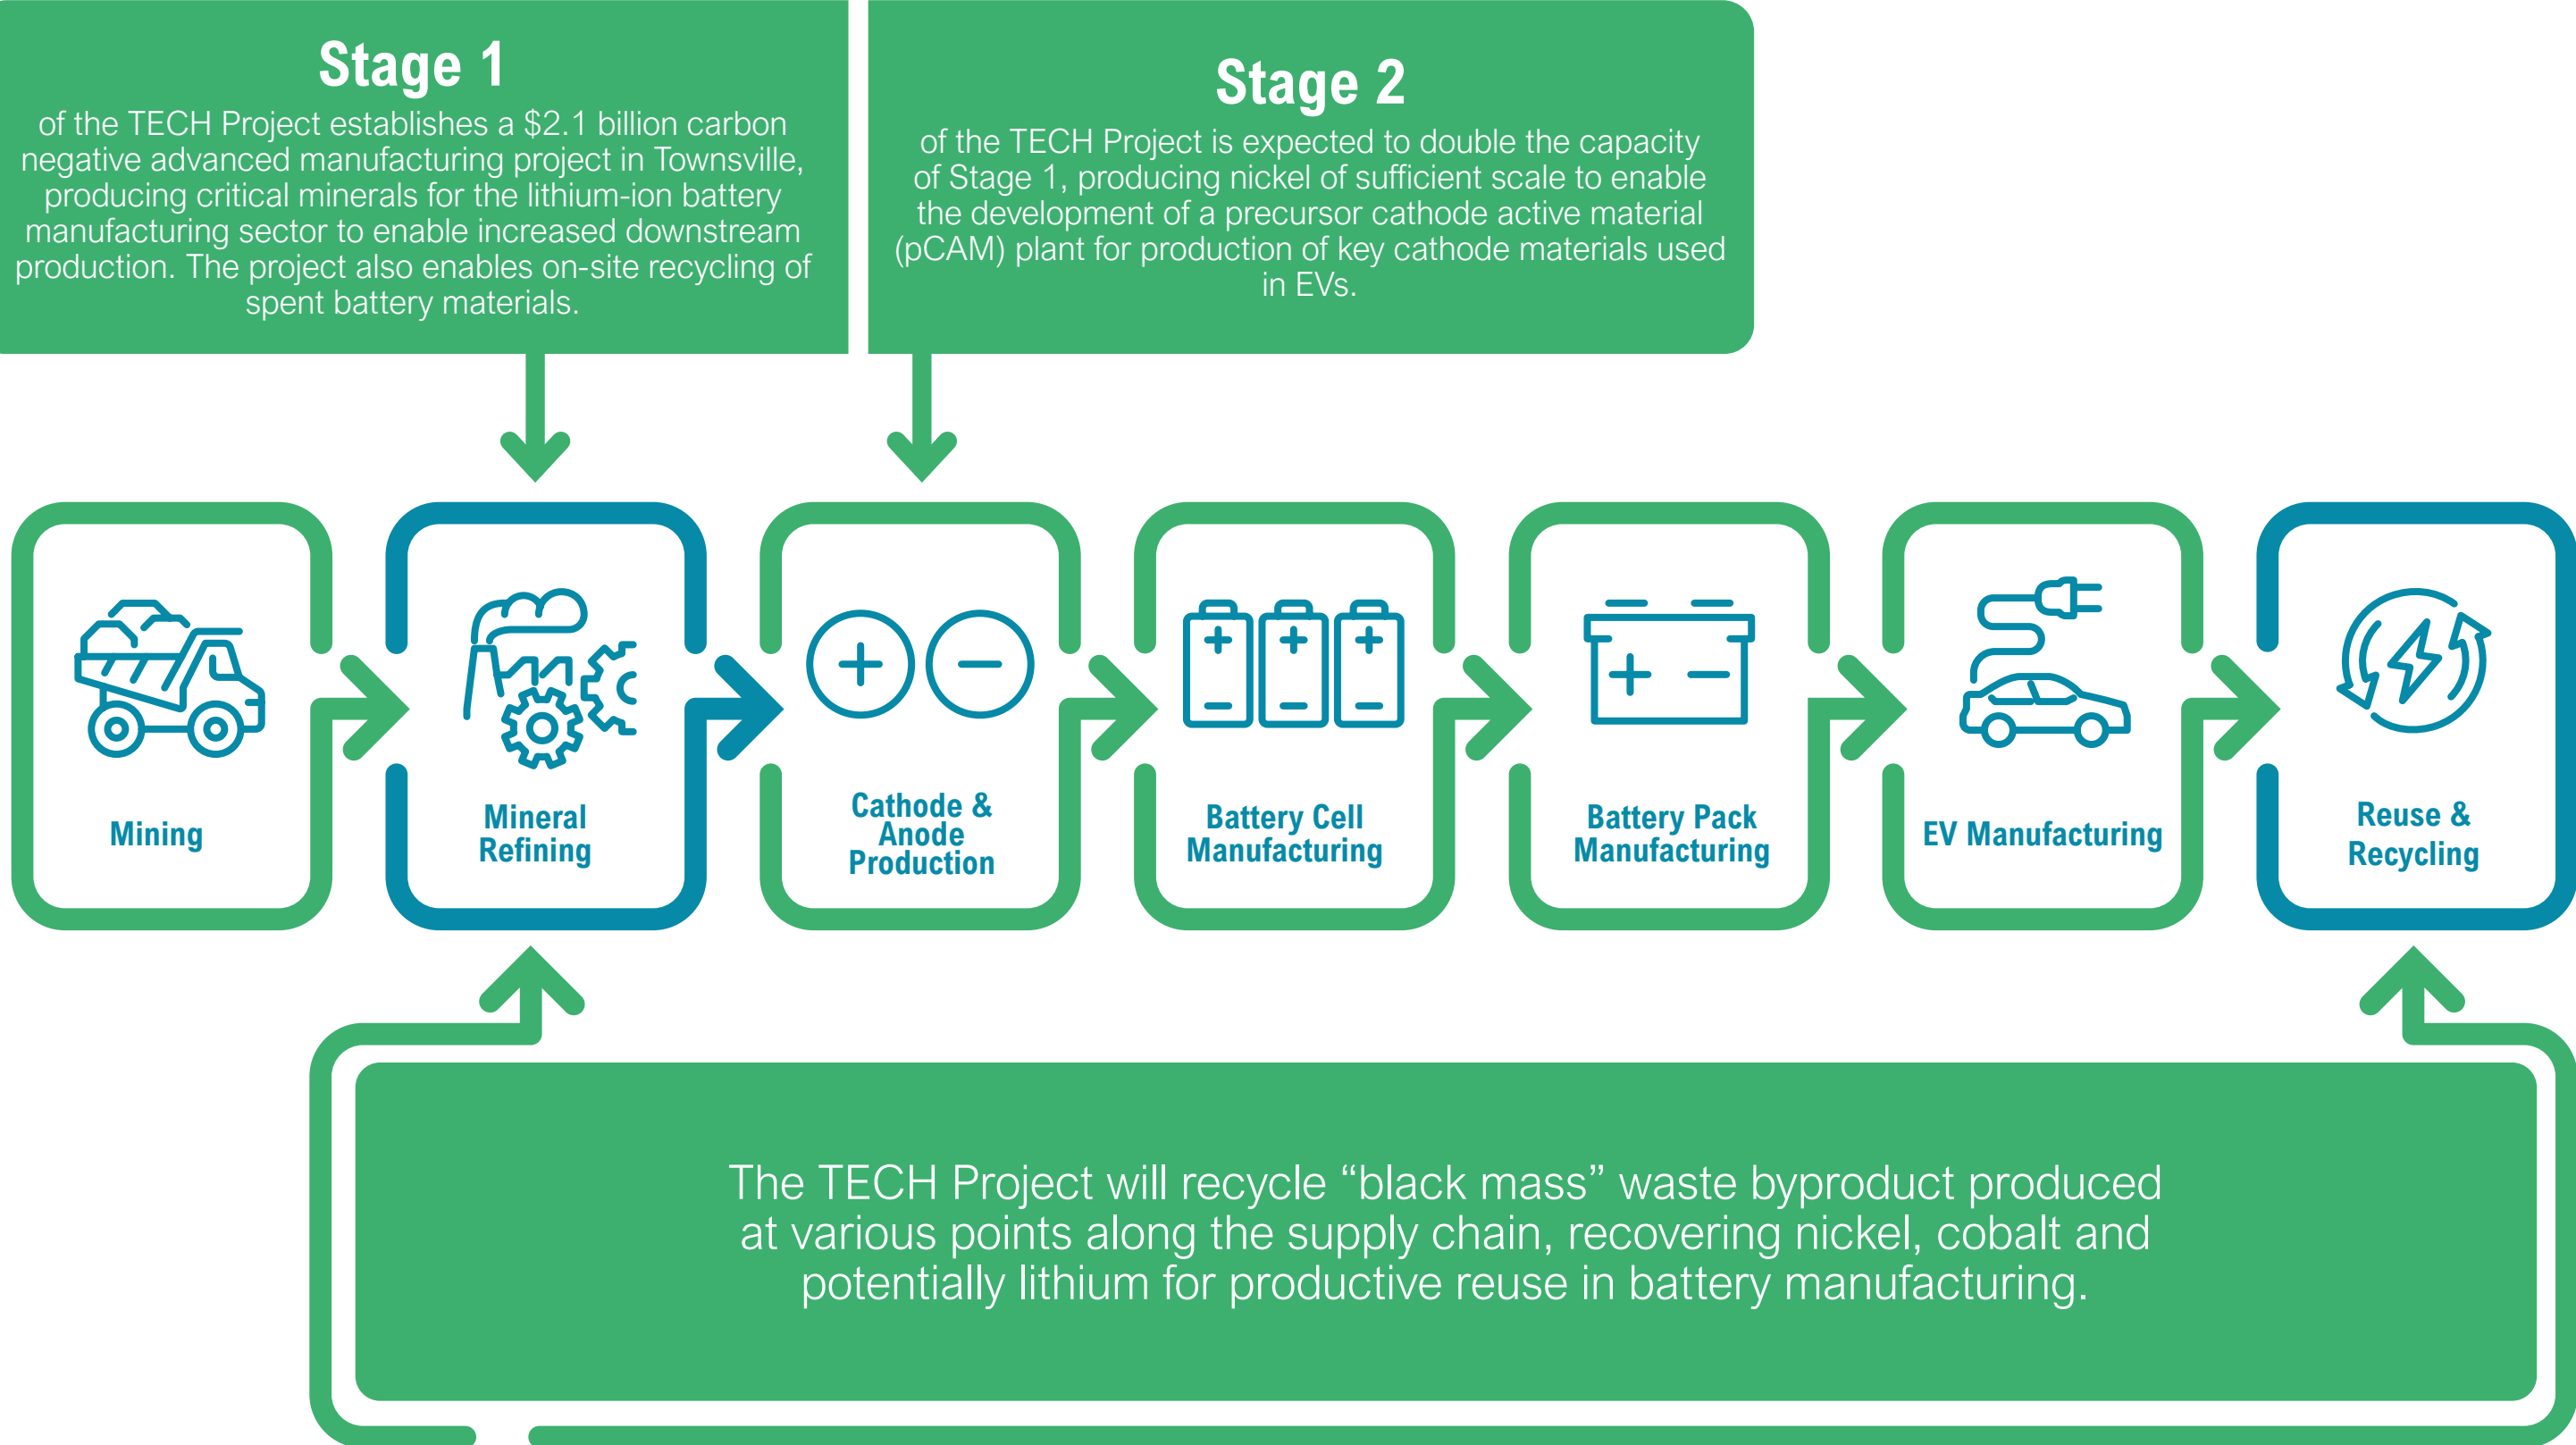 Stage 1
of the TECH Project establishes a $2.1 billion carbon
negative advanced manufacturing project in Townsville,
producing critical minerals for the lithium-ion battery
manufacturing sector to enable increased downstream
production. The project also enables on-site recycling of
spent battery materials.
Stage 2
of the TECH Project is expected to double the capacity
of Stage 1, producing nickel of sufficient scale to enable
the development of a precursor cathode active material
(pCAM) plant for production of key cathode materials used
in EVs.
Mining
Mineral
Refining
Cathode &
Anode
Production
Battery Cell
Manufacturing
Battery Pack
Manufacturing
EV Manufacturing
Reuse &
Recycling
The TECH Project will recycle “black mass” waste byproduct produced
at various points along the supply chain, recovering nickel, cobalt and
potentially lithium for productive reuse in battery manufacturing.